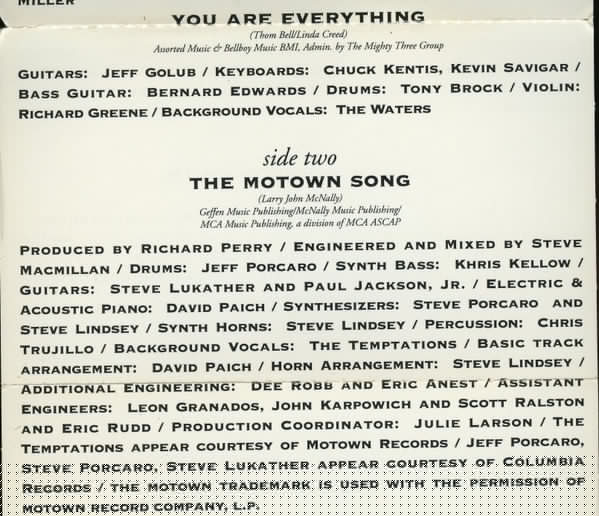 MILLER
YOU ARE EVERYTHING
(Thom Bell/Linda Creed)
Assorted Music & Bellboy Music BMI, Admin. by The Mighty Three Group
GUITARS: JEFF GOLUB / KEYBOARDS: CHUCK KENTIS, KEVIN SAVIGAR /
BASS GUITAR: BERNARD EDWARDS / DRUMS: TONY BROCK / VIOLIN:
RICHARD GREENE / BACKGROUND VOCALS: THE WATERS
side two
THE MOTOWN SONG
(Larry John McNally)
Geffen Music Publishing/McNally Music Publishing/
MCA Music Publishing, a division of MCA ASCAP
PRODUCED BY RICHARD PERRY / ENGINEERED AND MIXED BY STEVE
MACMILLAN / DRUMS: JEFF PORCARO / SYNTH BASS: KHRIS KELLOW /
GUITARS: STEVE LUKATHER AND PAUL JACKSON, JR. / ELECTRIC &
ACOUSTIC PIANO: DAVID PAICH / SYNTHESIZERS: STEVE PORCARO AND
STEVE LINDSEY / SYNTH HORNS: STEVE LINDSEY / PERCUSSION: CHRIS
TRUJILLO / BACKGROUND VOCALS: THE TEMPTATIONS / BASIC TRACK
ARRANGEMENT: DAVID PAICH / HORN ARRANGEMENT: STEVE LINDSEY /
ADDITIONAL ENGINEERING: DEE ROBB AND ERIC ANEST / ASSISTANT
ENGINEERS: LEON GRANADOS, JOHN KARPOWICH AND SCOTT RALSTON
AND ERIC RUDD / PRODUCTION COORDINATOR: JULIE LARSON / THE
TEMPTATIONS APPEAR COURTESY OF MOTOWN RECORDS / JEFF PORCARO,
STEVE PORCARO, STEVE LUKATHER APPEAR COURTESY OF COLUMBIA
RECORDS / THE MOTOWN TRADEMARK IS USED WITH THE PERMISSION OF
MOTOWN RECORD COMPANY, L.P.